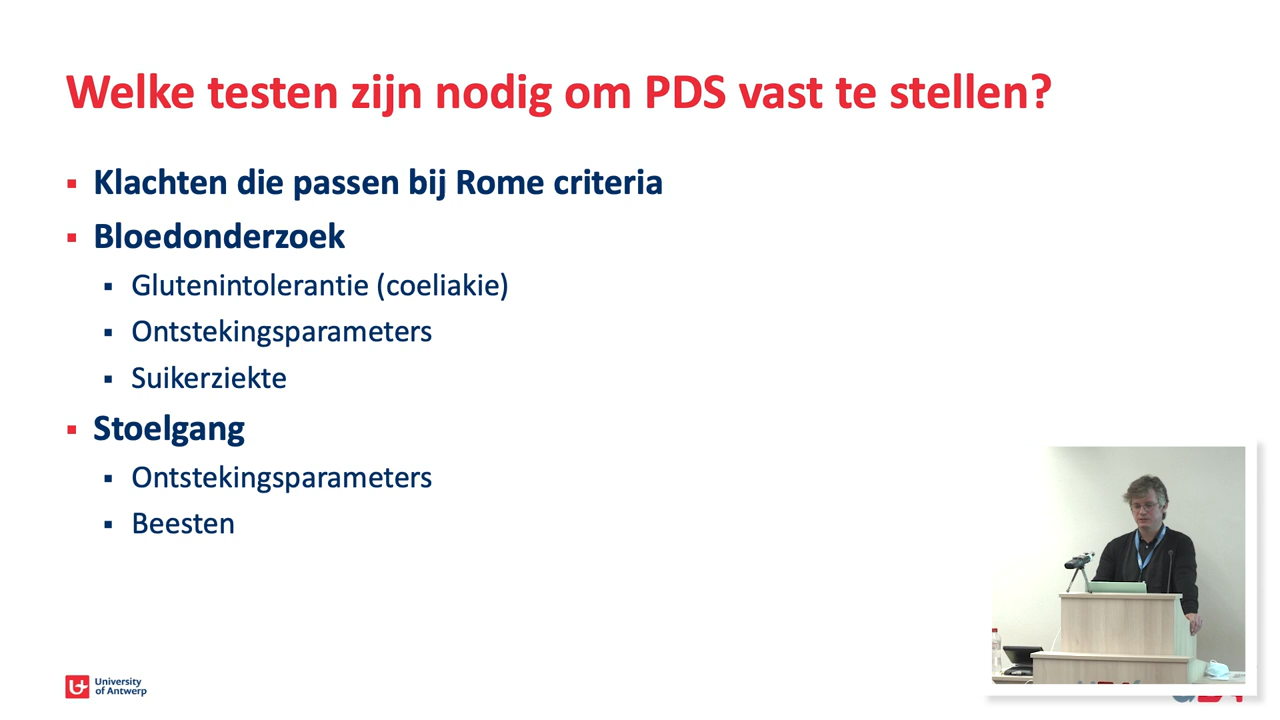 Welke testen zijn nodig om PDS vast te stellen?
Klachten die passen bij Rome criteria
Bloedonderzoek
Glutenintolerantie (coeliakie)
Ontstekingsparameters
Suikerziekte
Stoelgang
Ontstekingsparameters
Beesten
University
of Antwerp